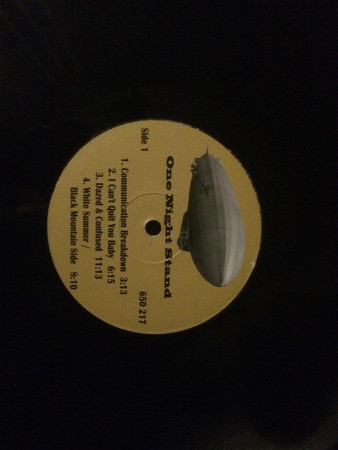 One Night Stand
Side 1
650 217
1. Communication Breakdown 3:13
2. I Can't Quit You Baby 6:15
3. Dazed & Confused 11:13
4. White Summer /
Black Mountain Side 8:10